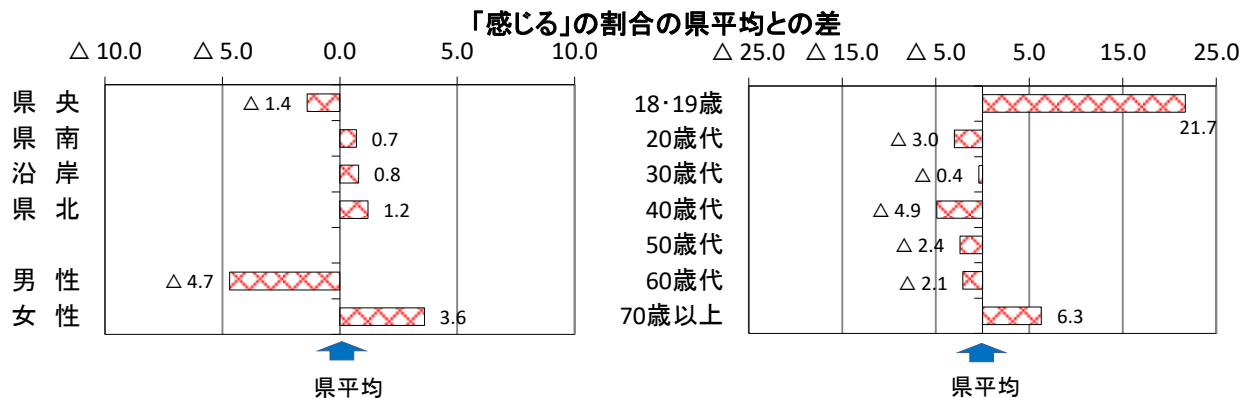 「感じる」の割合の県平均との差
△ 10.0 △ 5.0 0.0 5.0 10.0
県 央 △ 1.4
県 南 0.7
沿 岸 0.8
県 北 1.2
男 性 △ 4.7
女 性 3.6
県平均
△ 25.0 △ 15.0 △ 5.0 5.0 15.0 25.0
18･19歳 21.7
20歳代 △ 3.0
30歳代 △ 0.4
40歳代 △ 4.9
50歳代 △ 2.4
60歳代 △ 2.1
70歳以上 6.3
県平均